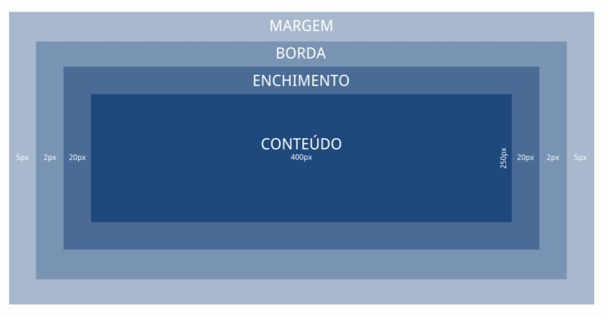 MARGEM
BORDA
ENCHIMENTO
CONTEÚDO
400px
5px 2px 20px 250px 20px 2px 5px